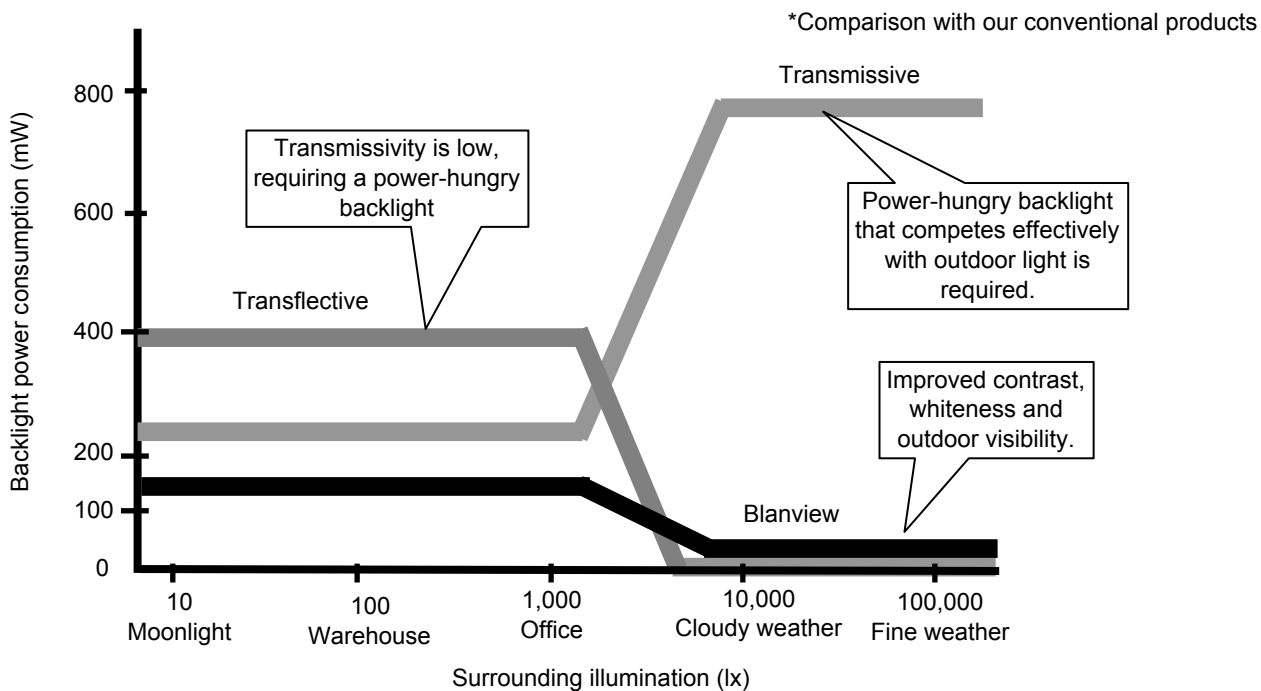 *Comparison with our conventional products
Transmissive
800
Transmissivity is low,
requiring a power-hungry
backlight
Power-hungry backlight
that competes effectively
with outdoor light is
required.
600
Backlight power consumption (mW)
Transflective
400
Improved contrast,
whiteness and
outdoor visibility.
200
100
Blanview
0
10
100
1,000
10,000
100,000
Moonlight
Warehouse
Office
Cloudy weather
Fine weather
Surrounding illumination (lx)